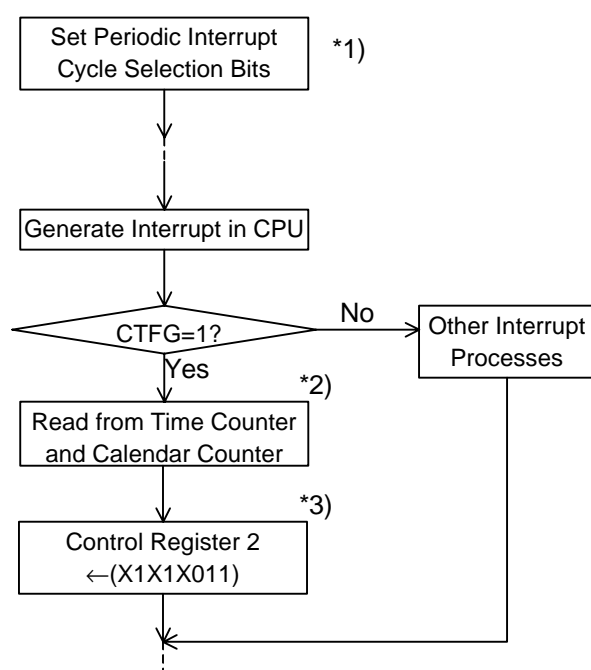 Set Periodic Interrupt
Cycle Selection Bits
*1)
Generate Interrupt in CPU
CTFG=1?
No
Other Interrupt
Processes
Yes
*2)
Read from Time Counter
and Calendar Counter
*3)
Control Register 2
←(X1X1X011)